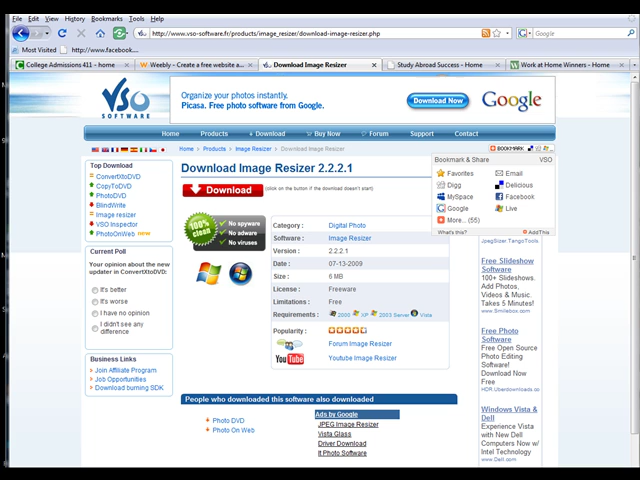 File Edit View History Bookmarks Tools Help
http://www.vso-software.fr/products/image_resizer/download-image-resizer.php
Google
Most Visited http://www.facebook....
College Admissions 411 - home
Weebly - Create a free website a...
Download Image Resizer
Study Abroad Success - Home
Work at Home Winners - Home
VSO
SOFTWARE
Organize your photos instantly.
Picasa. Free photo software from Google.
Download Now
Google
Home Products Download Buy Now Forum Support Contact
Home > Products > Image Resizer > Download Image Resizer
BOOKMARK
Top Download
ConvertXtoDVD
CopyToDVD
PhotoDVD
BlindWrite
Image resizer
VSO Inspector
PhotoOnWeb new
Current Poll
Your opinion about the new
updater in ConvertXtoDVD:
It's better
It's worse
I have no opinion
I didn't see any
difference
Business Links
Join Affiliate Program
Job Opportunities
Download burning SDK
Download Image Resizer 2.2.2.1
Download
(click on the button if the download doesn't start)
100%
clean
No spyware
No adware
No viruses
Category : Digital Photo
Software : Image Resizer
Version : 2.2.2.1
Date : 07-13-2009
Size : 6 MB
License : Freeware
Limitations : Free
Requirements : 2000 XP 2003 Server Vista
Popularity :
Forum Image Resizer
YouTube
Youtube Image Resizer
People who downloaded this software also downloaded
Photo DVD
Photo On Web
Ads by Google
JPEG Image Resizer
Vista Glass
Driver Download
It Photo Software
Bookmark & Share VSO
Favorites Email
Digg Delicious
MySpace Facebook
Google Live
More... (55)
What's this? AddThis
JpegSizer TangoTools
Free Slideshow
Software
100+ Slideshows.
Add Photos,
Videos & Music.
Takes 5 Minutes!
www.Smilebox.com
Free Photo
Software
Free Open Source
Photo Editing
Software!
Download Now
Free
HDR.Uberdownloads.co
Windows Vista &
Dell
Experience Vista
with New Dell
Computers Now w/
Intel Technology
www.Dell.com